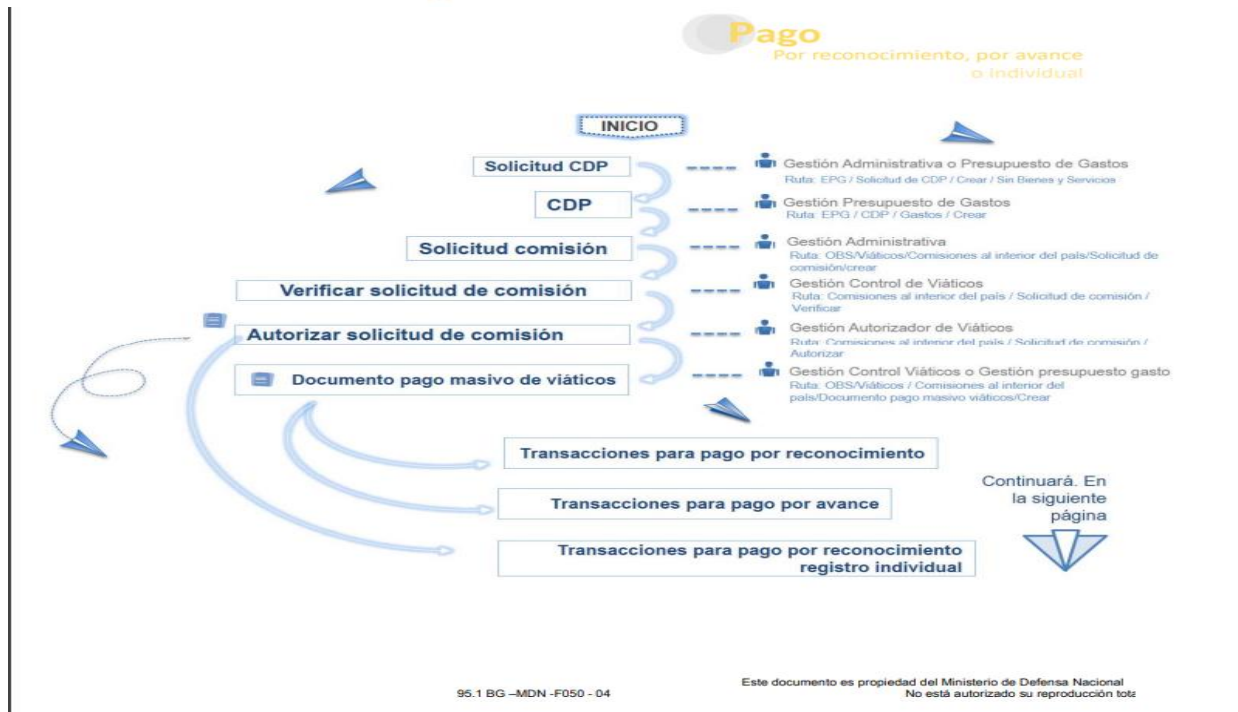 Pago
Por reconocimiento, por avance
o individual
INICIO
Solicitud CDP
Gestión Administrativa o Presupuesto de Gastos
Ruta: EPG / Solicitud de CDP / Crear / Sin Bienes y Servicios
CDP
Gestión Presupuesto de Gastos
Ruta: EPG / CDP / Gastos / Crear
Solicitud comisión
Gestión Administrativa
Ruta: OBS/Viáticos/Comisiones al interior del país/Solicitud de
comisión/crear
Verificar solicitud de comisión
Gestión Control de Viáticos
Ruta: Comisiones al interior del país / Solicitud de comisión /
Verificar
Autorizar solicitud de comisión
Gestión Autorizador de Viáticos
Ruta: Comisiones al interior del país / Solicitud de comisión /
Autorizar
Documento pago masivo de viáticos
Gestión Control Viáticos o Gestión presupuesto gasto
Ruta: OBS/Viáticos / Comisiones al interior del
país/Documento pago masivo viáticos/Crear
Transacciones para pago por reconocimiento
Transacciones para pago por avance
Transacciones para pago por reconocimiento
registro individual
Continuará. En
la siguiente
página
95.1 BG –MDN -F050 - 04
Este documento es propiedad del Ministerio de Defensa Nacional
No está autorizado su reproducción tota